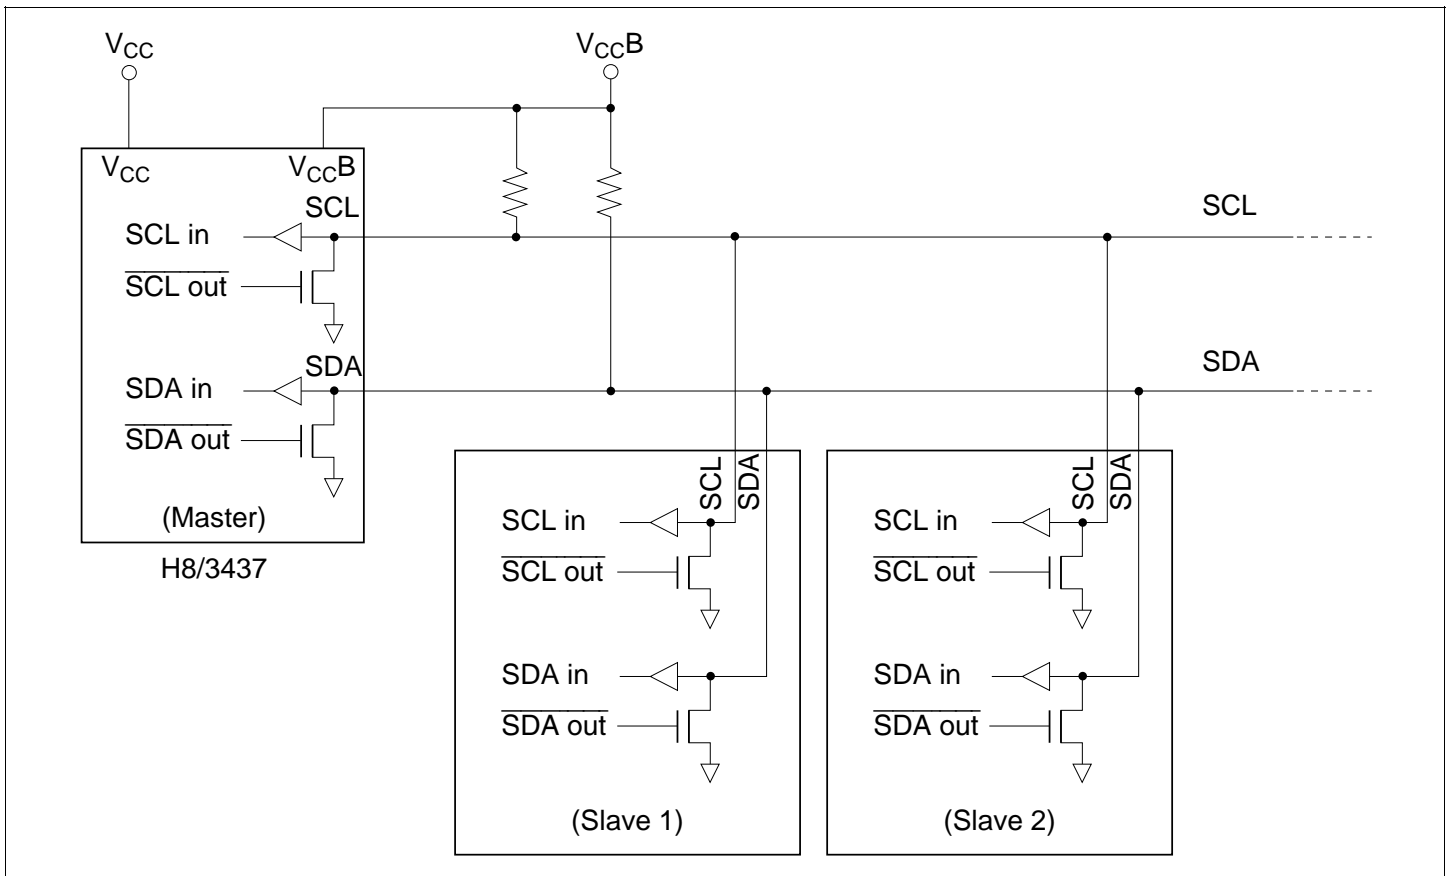 VCC
VCCB
VCC
VCCB
SCL
SCL in
SCL out
SDA
SDA in
SDA out
(Master)
H8/3437
SCL
SDA
SCL
SDA
SCL in
SCL out
SDA in
SDA out
(Slave 1)
SCL
SDA
SCL in
SCL out
SDA in
SDA out
(Slave 2)